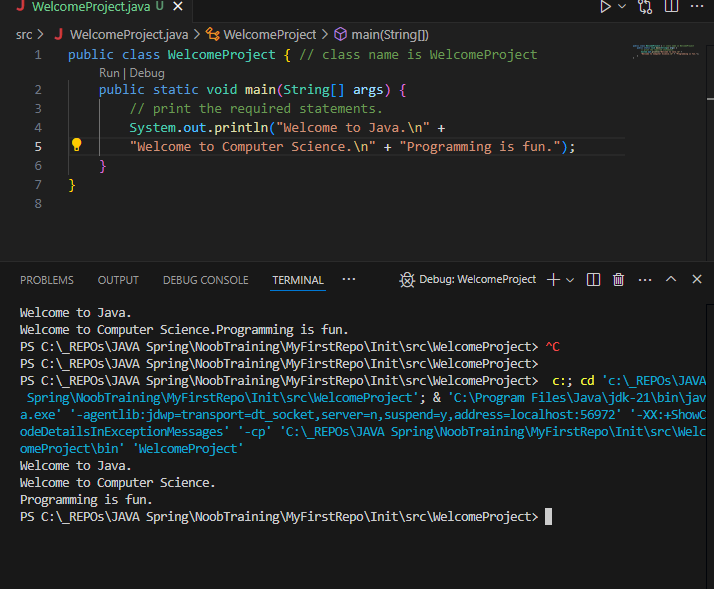 J WelcomeProject.java U ×
src > J WelcomeProject.java > WelcomeProject > main(String[])
1 public class WelcomeProject { // class name is WelcomeProject
Run | Debug
2 public static void main(String[] args) {
3 // print the required statements.
4 System.out.println("Welcome to Java.\n" +
5 "Welcome to Computer Science.\n" + "Programming is fun.");
6 }
7 }
8
PROBLEMS OUTPUT DEBUG CONSOLE TERMINAL ··· Debug: WelcomeProject
Welcome to Java.
Welcome to Computer Science.Programming is fun.
PS C:\_REPOs\JAVA Spring\NoobTraining\MyFirstRepo\Init\src\WelcomeProject> ^C
PS C:\_REPOs\JAVA Spring\NoobTraining\MyFirstRepo\Init\src\WelcomeProject>
PS C:\_REPOs\JAVA Spring\NoobTraining\MyFirstRepo\Init\src\WelcomeProject> c:; cd 'c:\_REPOs\JAVA
Spring\NoobTraining\MyFirstRepo\Init\src\WelcomeProject'; & 'C:\Program Files\Java\jdk-21\bin\jav
a.exe' '-agentlib:jdwp=transport=dt_socket,server=n,suspend=y,address=localhost:56972' '-XX:+ShowC
odeDetailsInExceptionMessages' '-cp' 'C:\_REPOs\JAVA Spring\NoobTraining\MyFirstRepo\Init\src\Welc
omeProject\bin' 'WelcomeProject'
Welcome to Java.
Welcome to Computer Science.
Programming is fun.
PS C:\_REPOs\JAVA Spring\NoobTraining\MyFirstRepo\Init\src\WelcomeProject>